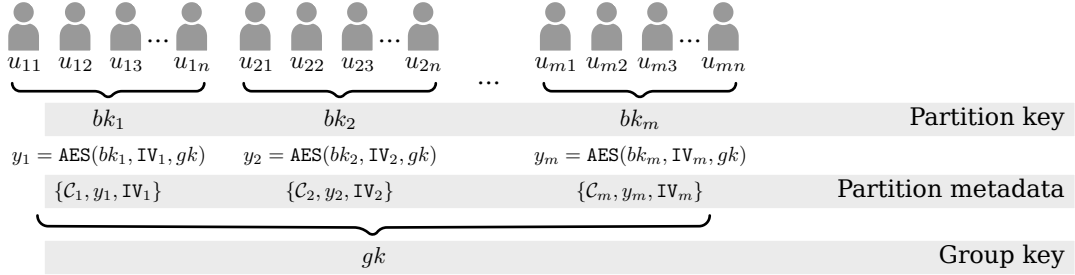 u₁₁ u₁₂ u₁₃ ... u₁ₙ u₂₁ u₂₂ u₂₃ ... u₂ₙ ... uₘ₁ uₘ₂ uₘ₃ ... uₘₙ
bk₁ bk₂ bkₘ Partition key
y₁ = AES(bk₁, IV₁, gk) y₂ = AES(bk₂, IV₂, gk) yₘ = AES(bkₘ, IVₘ, gk)
{𝒞₁, y₁, IV₁} {𝒞₂, y₂, IV₂} {𝒞ₘ, yₘ, IVₘ} Partition metadata
gk Group key